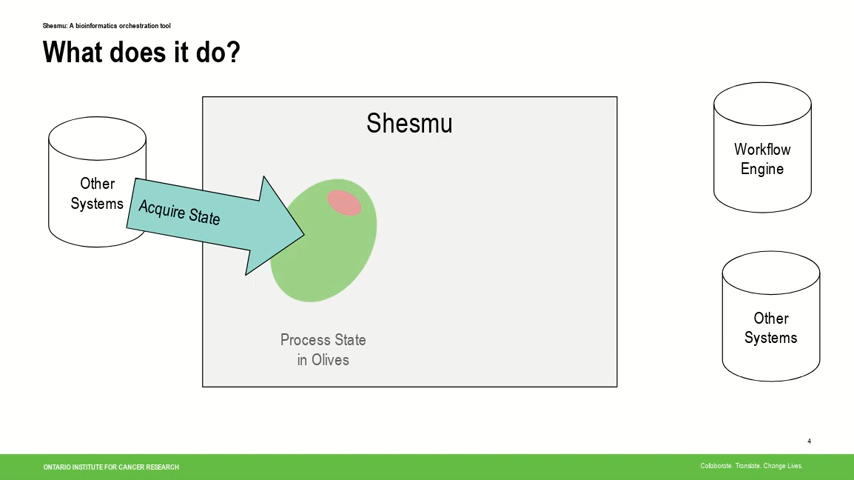 Shesmu: A bioinformatics orchestration tool
What does it do?
Shesmu
Other
Systems
Acquire State
Process State
in Olives
Workflow
Engine
Other
Systems
4
ONTARIO INSTITUTE FOR CANCER RESEARCH
Collaborate. Translate. Change Lives.